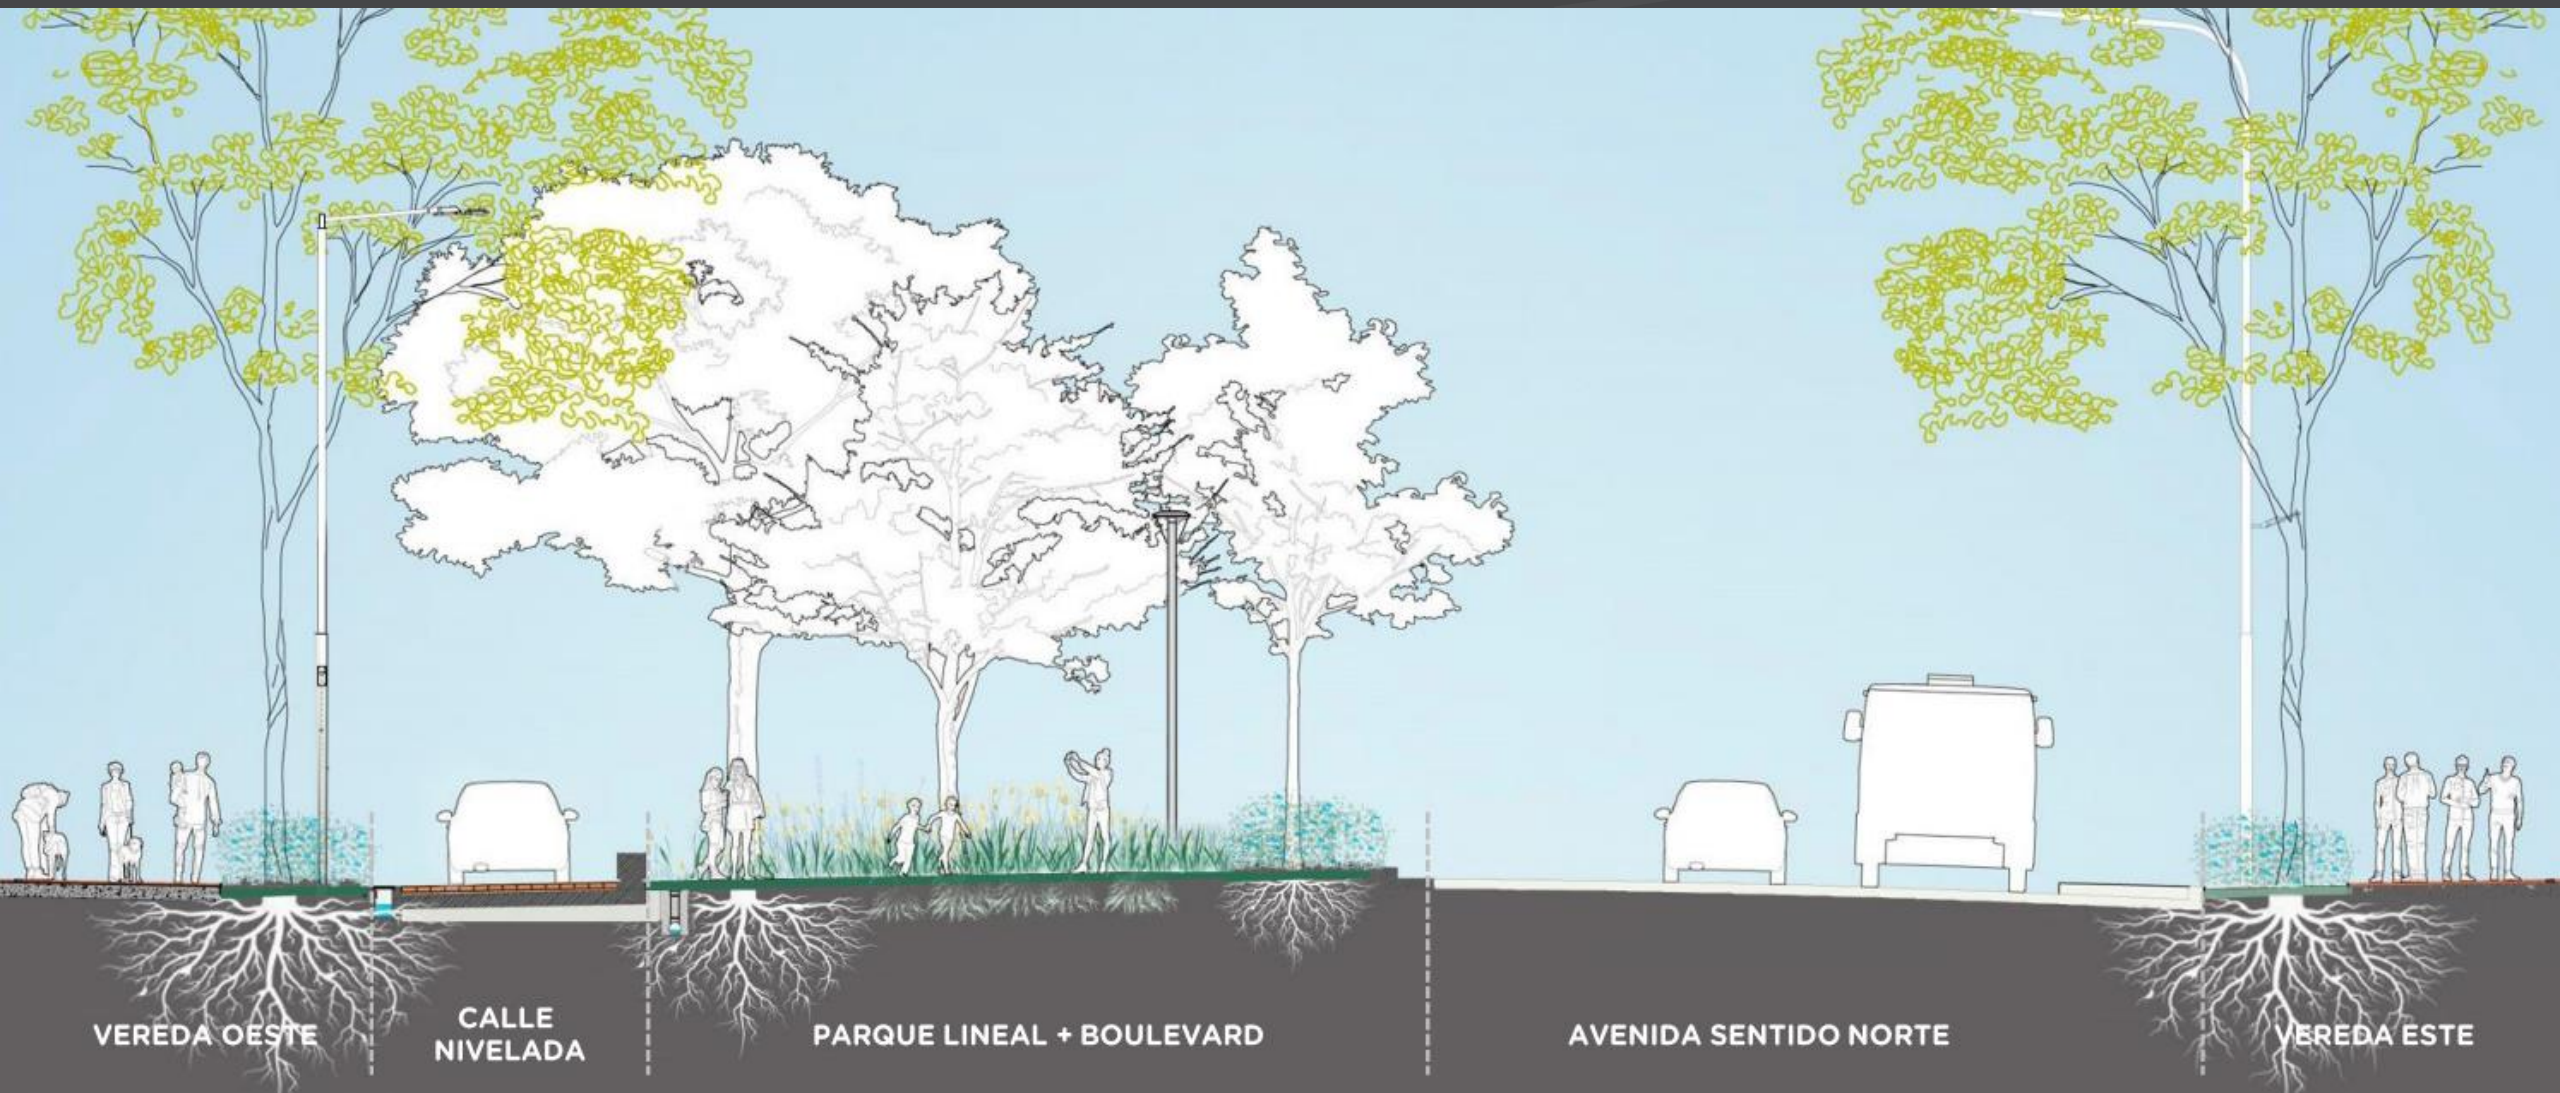 VEREDA OESTE
CALLE
NIVELADA
PARQUE LINEAL + BOULEVARD
AVENIDA SENTIDO NORTE
VEREDA ESTE